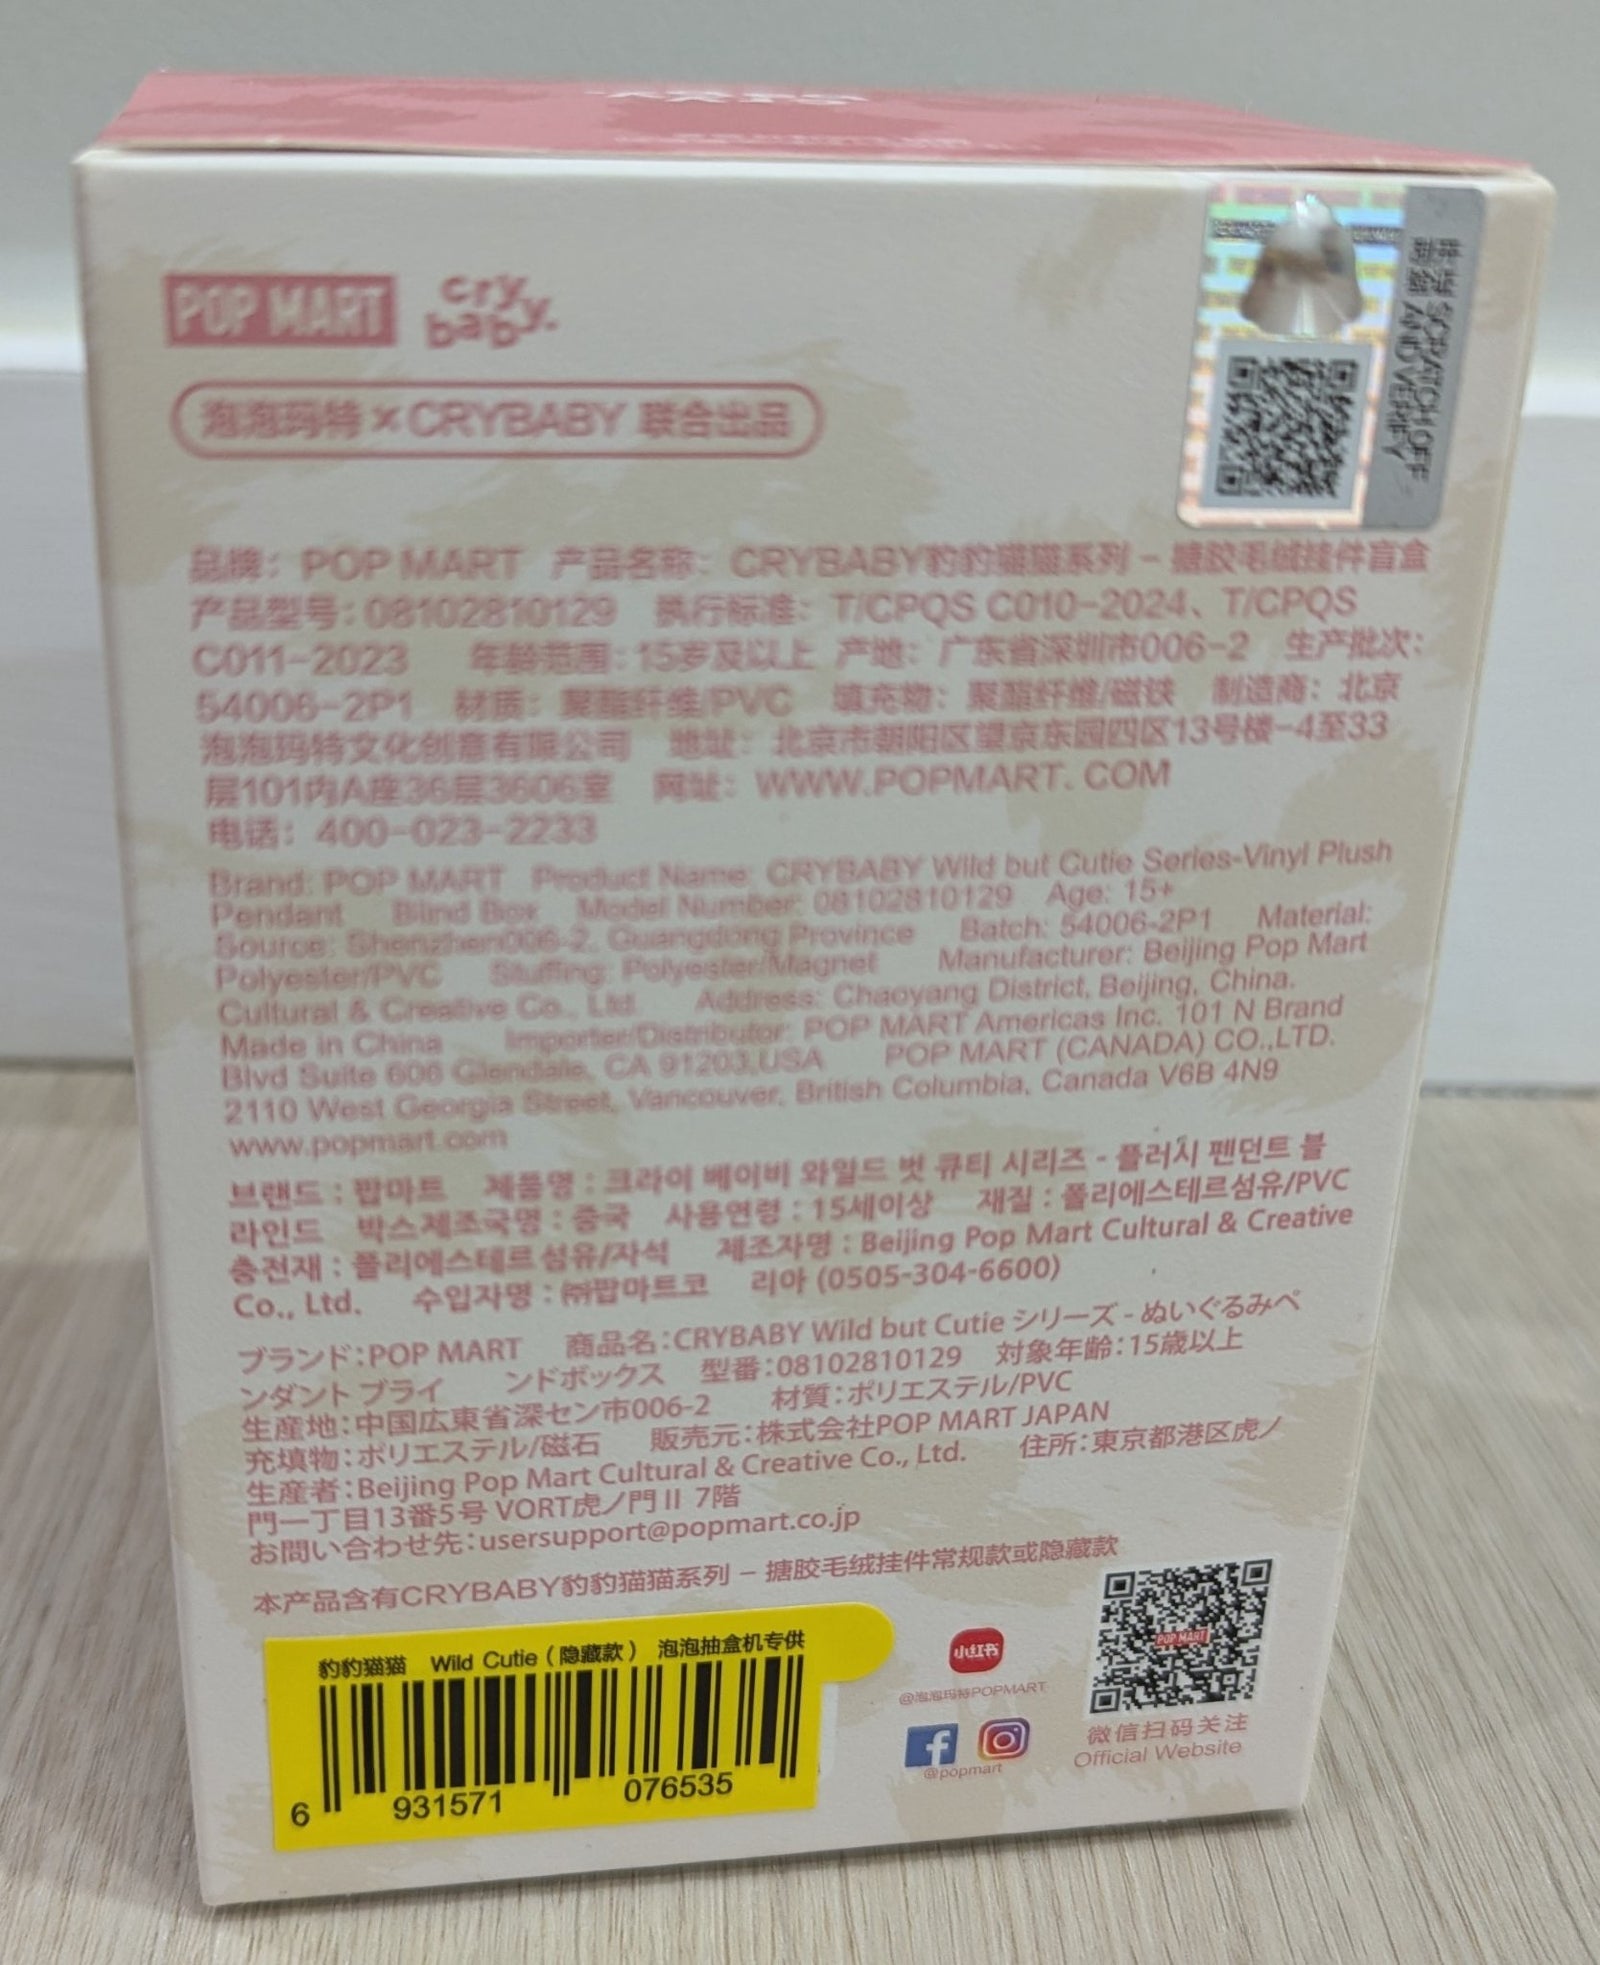 POP MART
cry
baby.
泡泡玛特×CRYBABY 联合出品
SCRATCH OFF
AND VERIFY
品牌：POP MART 产品名称：CRYBABY豹豹猫猫系列－搪胶毛绒挂件盲盒
产品型号：08102810129 执行标准：T/CPQS C010-2024、T/CPQS
C011-2023 年龄范围：15岁及以上 产地：广东省深圳市006-2 生产批次：
54006-2P1 材质：聚酯纤维/PVC 填充物：聚酯纤维/磁铁 制造商：北京
泡泡玛特文化创意有限公司 地址：北京市朝阳区望京东园四区13号楼-4至33
层101内A座36层3606室 网址：WWW.POPMART. COM
电话：400-023-2233
Brand: POP MART Product Name: CRYBABY Wild but Cutie Series-Vinyl Plush
Pendant Blind Box Model Number: 08102810129 Age: 15+
Source: Shenzhen006-2, Guangdong Province Batch: 54006-2P1 Material:
Polyester/PVC Stuffing: Polyester/Magnet Manufacturer: Beijing Pop Mart
Cultural & Creative Co., Ltd. Address: Chaoyang District, Beijing, China.
Made in China Importer/Distributor: POP MART Americas Inc. 101 N Brand
Blvd Suite 606 Glendale, CA 91203,USA POP MART (CANADA) CO.,LTD.
2110 West Georgia Street, Vancouver, British Columbia, Canada V6B 4N9
www.popmart.com
브랜드 : 팝마트 제품명 : 크라이 베이비 와일드 벗 큐티 시리즈 - 플러시 펜던트 블
라인드 박스제조국명 : 중국 사용연령 : 15세이상 재질 : 폴리에스테르섬유/PVC
충전재 : 폴리에스테르 섬유/자석 제조자명 : Beijing Pop Mart Cultural & Creative
Co., Ltd. 수입자명 : ㈜팝마트코 리아 (0505-304-6600)
ブランド：POP MART 商品名：CRYBABY Wild but Cutie シリーズ - ぬいぐるみペ
ンダント ブライ ンドボックス 型番：08102810129 対象年齢：15歳以上
生産地：中国広東省深セン市006-2 材質：ポリエステル/PVC
充填物：ポリエステル/磁石 販売元：株式会社POP MART JAPAN
生産者：Beijing Pop Mart Cultural & Creative Co., Ltd. 住所：東京都港区虎ノ
門一丁目13番5号 VORT虎ノ門Ⅱ 7階
お問い合わせ先：usersupport@popmart.co.jp
本产品含有CRYBABY豹豹猫猫系列－搪胶毛绒挂件常规款或隐藏款
豹豹猫猫 Wild Cutie（隐藏款） 泡泡抽盒机专供
6 931571 076535
小红书
@泡泡玛特POPMART
@popmart
POP MART
微信扫码关注
Official Website